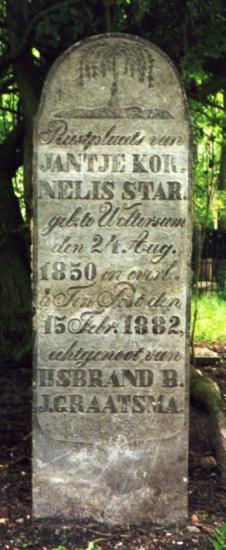 Rustplaats van
JANTJE KOR-
NELIS STAR.
geb. te Woltersum
den 24 Aug.
1850 en overl.
te Ten Post den
15 Febr. 1882,
echtgenoot van
IJSBRAND B.
J. GRAATSMA.